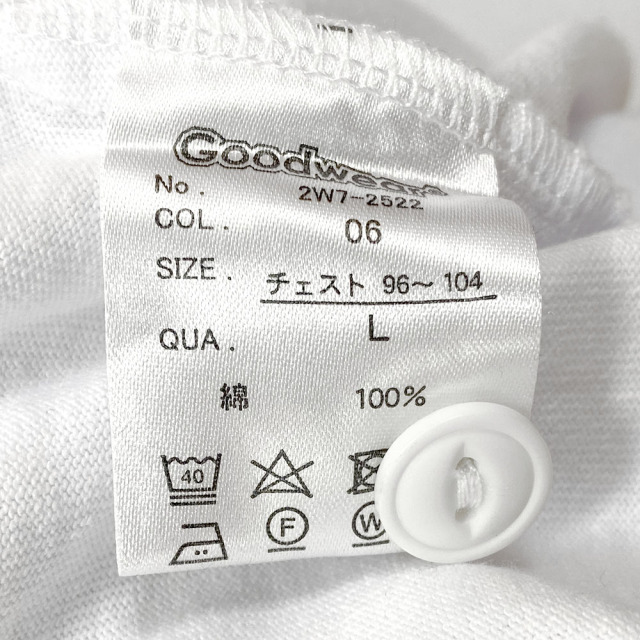 Goodwear
No. 2W7-2522
COL. 06
SIZE. チェスト 96〜104
L
QUA.
綿 100%
40
F W